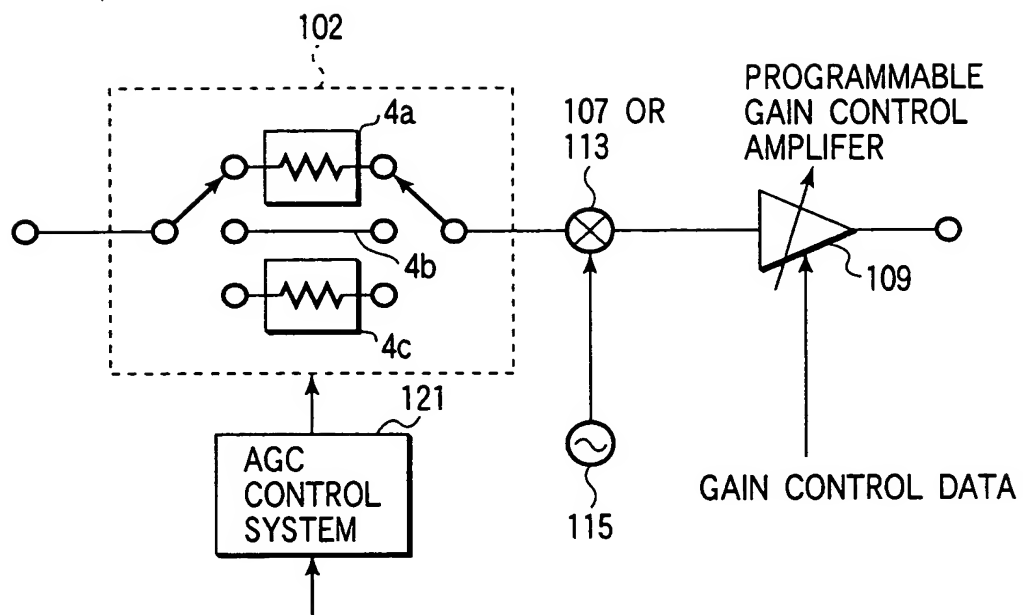 102
4a
4b
4c
107 OR
113
PROGRAMMABLE
GAIN CONTROL
AMPLIFER
109
121
AGC
CONTROL
SYSTEM
115
GAIN CONTROL DATA